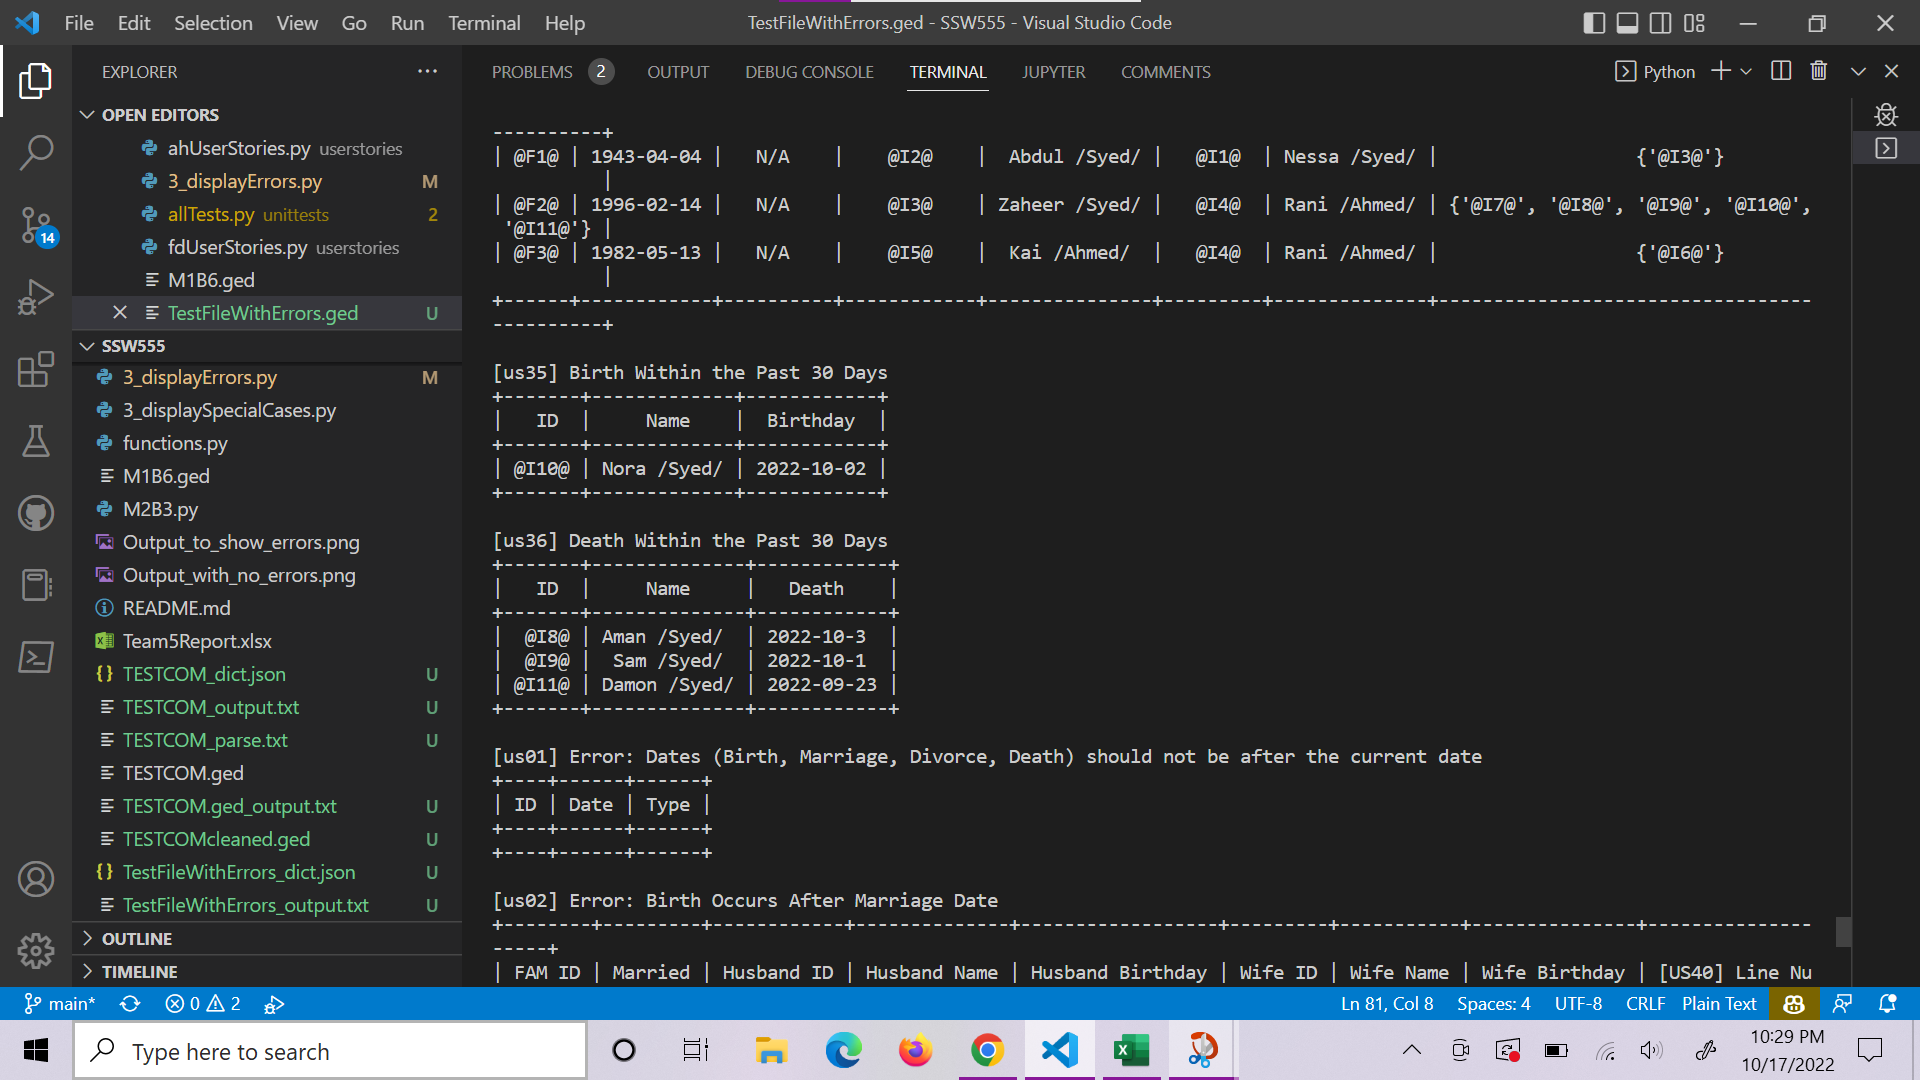 File Edit Selection View Go Run Terminal Help
TestFileWithErrors.ged - SSW555 - Visual Studio Code
EXPLORER ···
OPEN EDITORS
ahUserStories.py userstories
3_displayErrors.py M
allTests.py unittests 2
fdUserStories.py userstories
M1B6.ged
TestFileWithErrors.ged U
SSW555
3_displayErrors.py M
3_displaySpecialCases.py
functions.py
M1B6.ged
M2B3.py
Output_to_show_errors.png
Output_with_no_errors.png
README.md
Team5Report.xlsx
TESTCOM_dict.json U
TESTCOM_output.txt U
TESTCOM_parse.txt U
TESTCOM.ged
TESTCOM.ged_output.txt U
TESTCOMcleaned.ged U
TestFileWithErrors_dict.json U
TestFileWithErrors_output.txt U
OUTLINE
TIMELINE
14
PROBLEMS 2 OUTPUT DEBUG CONSOLE TERMINAL JUPYTER COMMENTS
Python
----------+
| @F1@ | 1943-04-04 |   N/A    |    @I2@    |  Abdul /Syed/ |   @I1@  | Nessa /Syed/ |                  {'@I3@'}
          |
| @F2@ | 1996-02-14 |   N/A    |    @I3@    | Zaheer /Syed/ |   @I4@  | Rani /Ahmed/ | {'@I7@', '@I8@', '@I9@', '@I10@',
 '@I11@'} |
| @F3@ | 1982-05-13 |   N/A    |    @I5@    |  Kai /Ahmed/  |   @I4@  | Rani /Ahmed/ |                  {'@I6@'}
          |
+------+------------+----------+------------+---------------+---------+--------------+----------------------------------
----------+
[us35] Birth Within the Past 30 Days
+-------+-------------+------------+
|   ID  |     Name    |  Birthday  |
+-------+-------------+------------+
| @I10@ | Nora /Syed/ | 2022-10-02 |
+-------+-------------+------------+
[us36] Death Within the Past 30 Days
+-------+--------------+------------+
|   ID  |     Name     |   Death    |
+-------+--------------+------------+
|  @I8@ | Aman /Syed/  | 2022-10-3  |
|  @I9@ |  Sam /Syed/  | 2022-10-1  |
| @I11@ | Damon /Syed/ | 2022-09-23 |
+-------+--------------+------------+
[us01] Error: Dates (Birth, Marriage, Divorce, Death) should not be after the current date
+----+------+------+
| ID | Date | Type |
+----+------+------+
+----+------+------+
[us02] Error: Birth Occurs After Marriage Date
+--------+---------+------------+--------------+------------------+---------+-----------+---------------+---------------
-----+
| FAM ID | Married | Husband ID | Husband Name | Husband Birthday | Wife ID | Wife Name | Wife Birthday | [US40] Line Nu
main* 0 2
Ln 81, Col 8 Spaces: 4 UTF-8 CRLF Plain Text
Type here to search
10:29 PM
10/17/2022